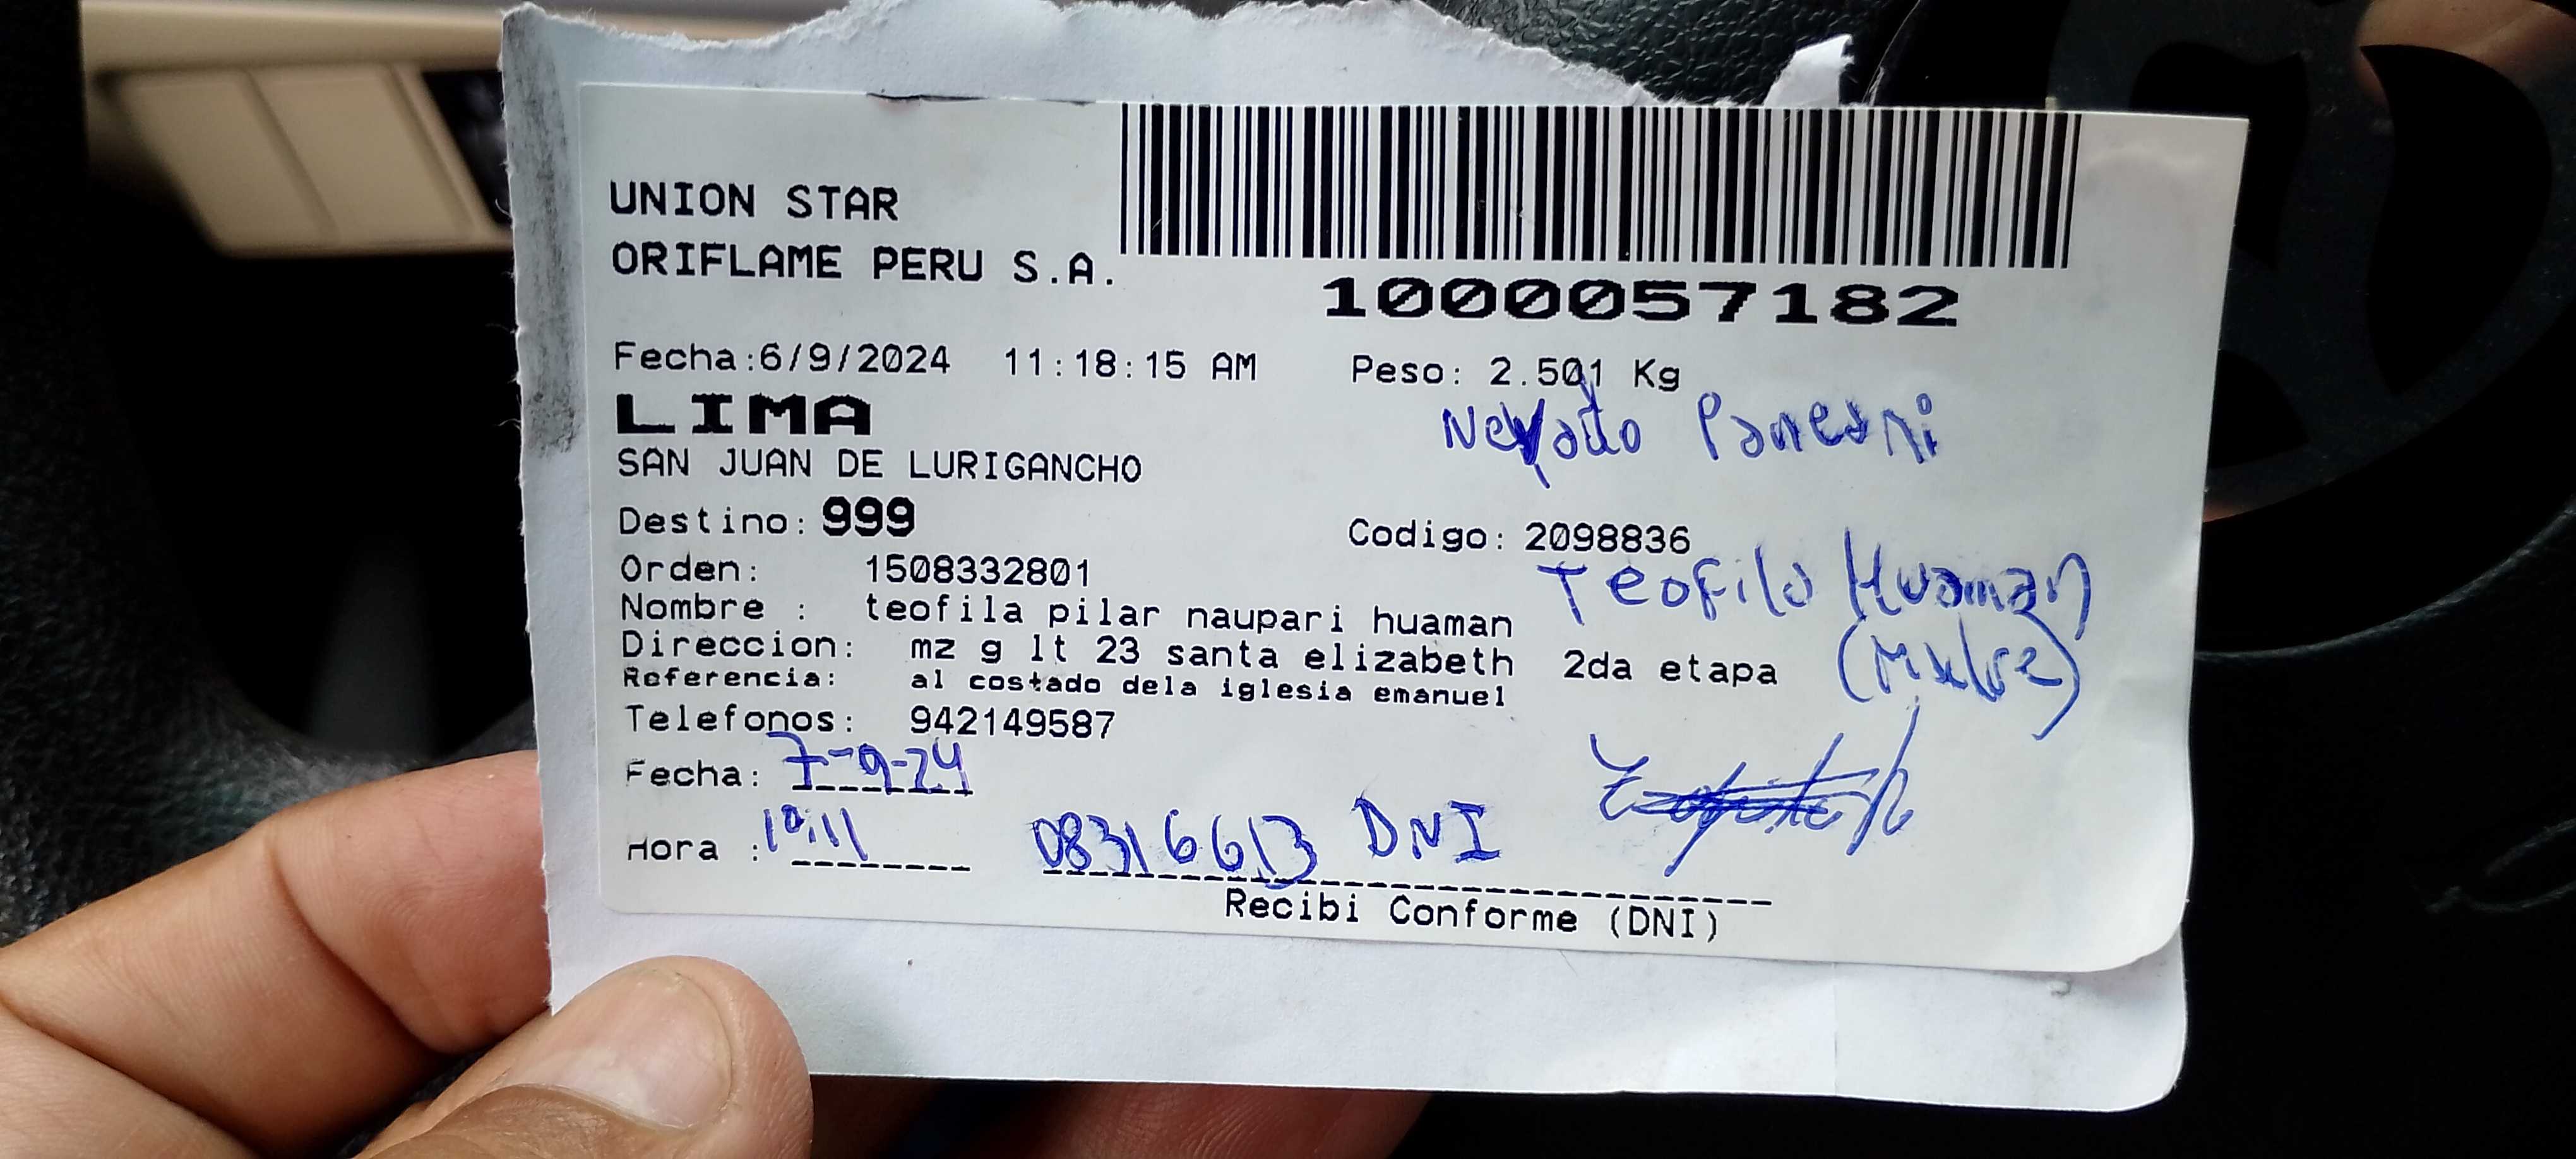 UNION STAR
ORIFLAME PERU S.A.
1000057182
Fecha:6/9/2024 11:18:15 AM Peso: 2.501 Kg
LIMA
SAN JUAN DE LURIGANCHO
Destino: 999 Codigo: 2098836
Orden: 1508332801
Teofilo Huaman
Nombre : teofila pilar naupari huaman
Direccion: mz g lt 23 santa elizabeth 2da etapa
Referencia: al costado dela iglesia emanuel
Telefonos: 942149587
Fecha: 7-9-24
Hora : 10:11 08316613 DNI
Recibi Conforme (DNI)